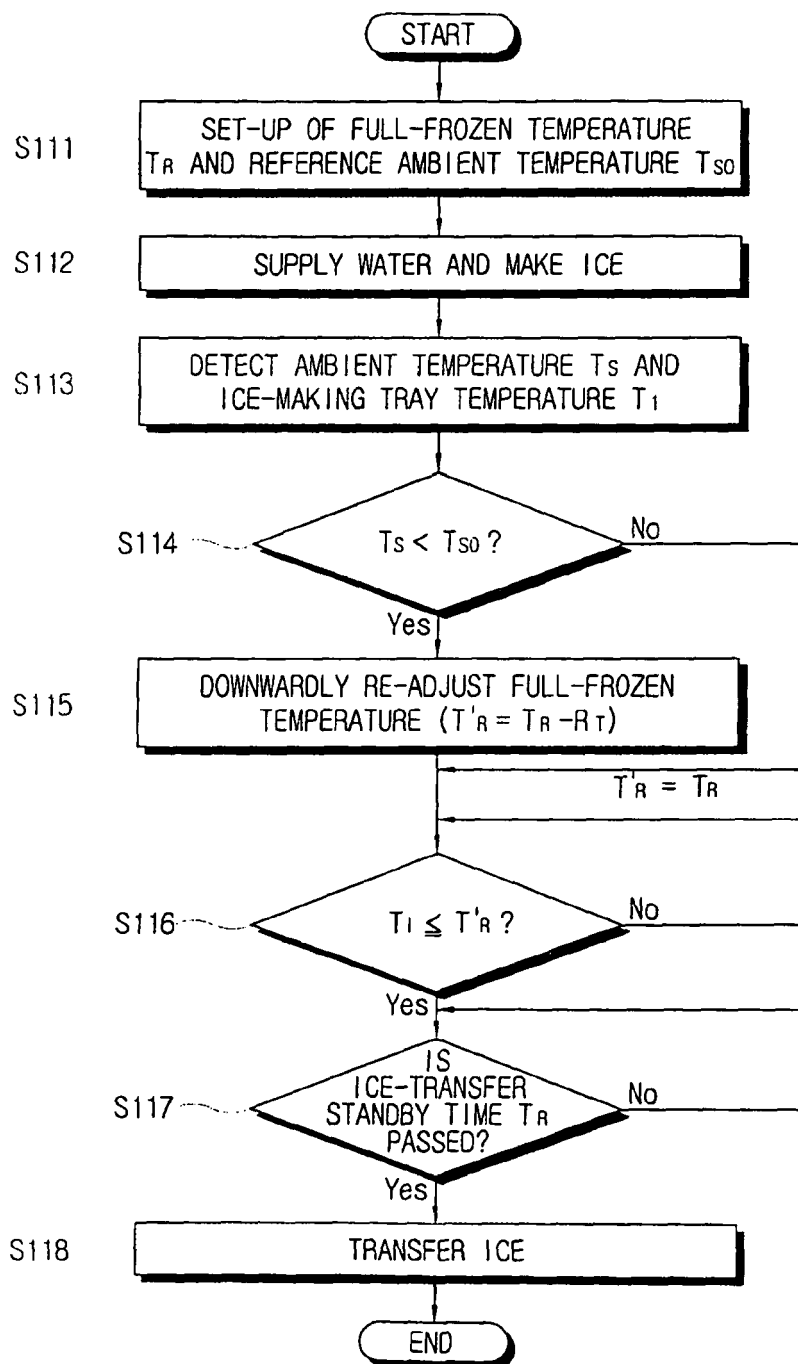 START
S111
SET-UP OF FULL-FROZEN TEMPERATURE
TR AND REFERENCE AMBIENT TEMPERATURE TSO
S112
SUPPLY WATER AND MAKE ICE
S113
DETECT AMBIENT TEMPERATURE TS AND
ICE-MAKING TRAY TEMPERATURE T1
S114
TS < TSO ?
No
Yes
S115
DOWNWARDLY RE-ADJUST FULL-FROZEN
TEMPERATURE (T'R = TR - RT)
T'R = TR
S116
TI ≦ T'R ?
No
Yes
S117
IS
ICE-TRANSFER
STANDBY TIME TR
PASSED?
No
Yes
S118
TRANSFER ICE
END